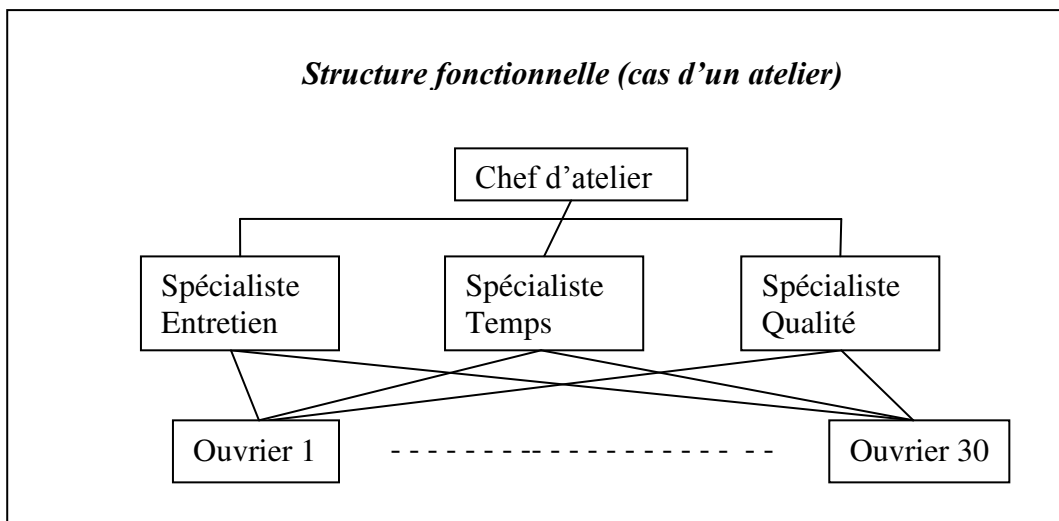 Structure fonctionnelle (cas d’un atelier)
Chef d’atelier
Spécialiste
Entretien
Spécialiste
Temps
Spécialiste
Qualité
Ouvrier 1
Ouvrier 30